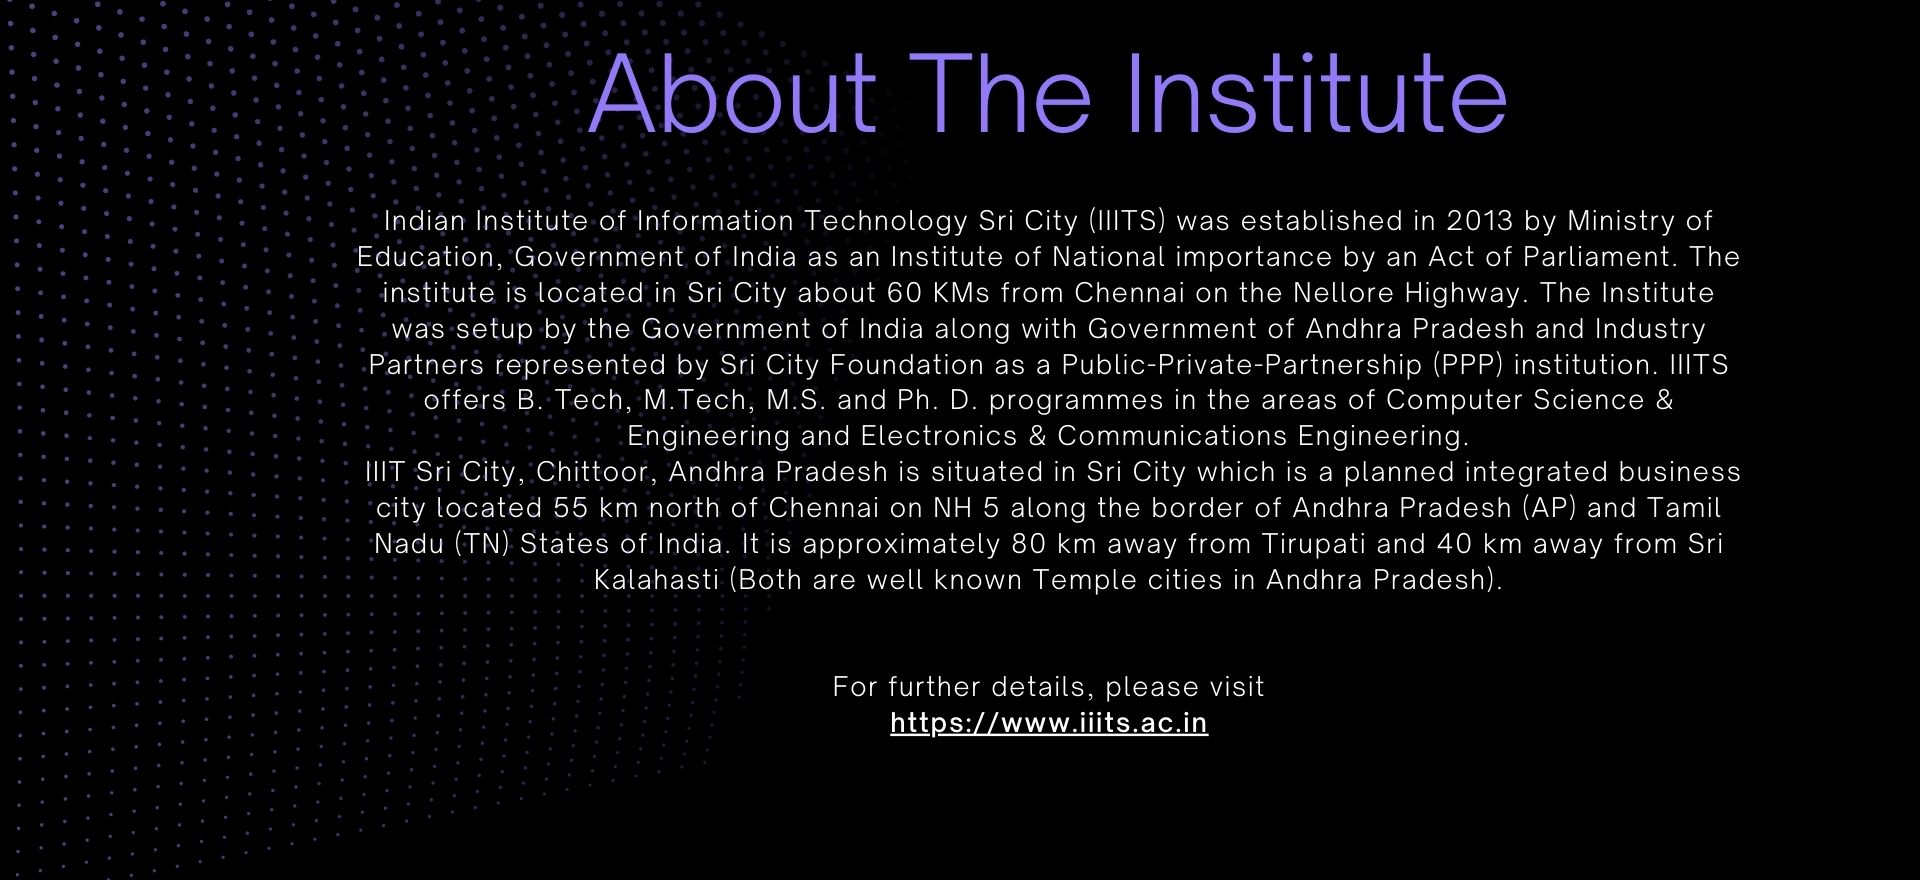 About The Institute
Indian Institute of Information Technology Sri City (IIITS) was established in 2013 by Ministry of
Education, Government of India as an Institute of National importance by an Act of Parliament. The
institute is located in Sri City about 60 KMs from Chennai on the Nellore Highway. The Institute
was setup by the Government of India along with Government of Andhra Pradesh and Industry
Partners represented by Sri City Foundation as a Public-Private-Partnership (PPP) institution. IIITS
offers B. Tech, M.Tech, M.S. and Ph. D. programmes in the areas of Computer Science &
Engineering and Electronics & Communications Engineering.
IIIT Sri City, Chittoor, Andhra Pradesh is situated in Sri City which is a planned integrated business
city located 55 km north of Chennai on NH 5 along the border of Andhra Pradesh (AP) and Tamil
Nadu (TN) States of India. It is approximately 80 km away from Tirupati and 40 km away from Sri
Kalahasti (Both are well known Temple cities in Andhra Pradesh).
For further details, please visit
https://www.iiits.ac.in